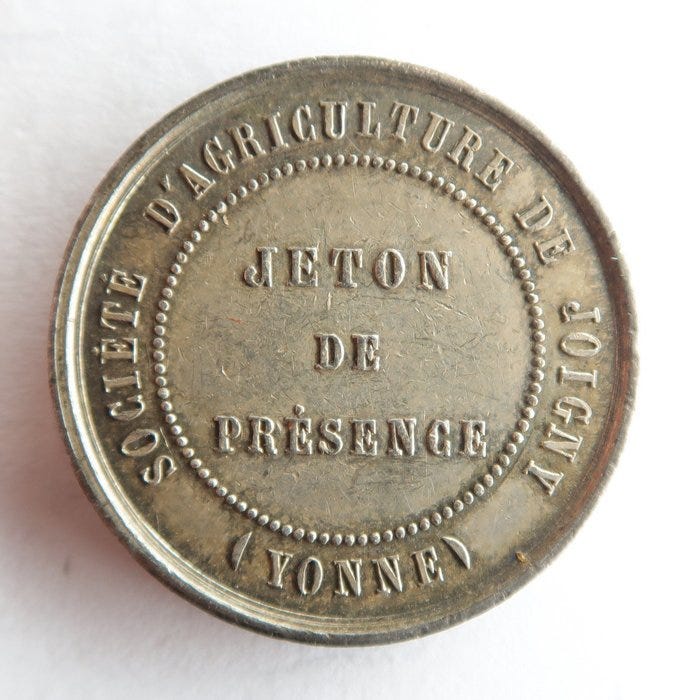 SOCIÉTÉ D'AGRICULTURE DE JOIGNY
(YONNE)
JETON
DE
PRÉSENCE